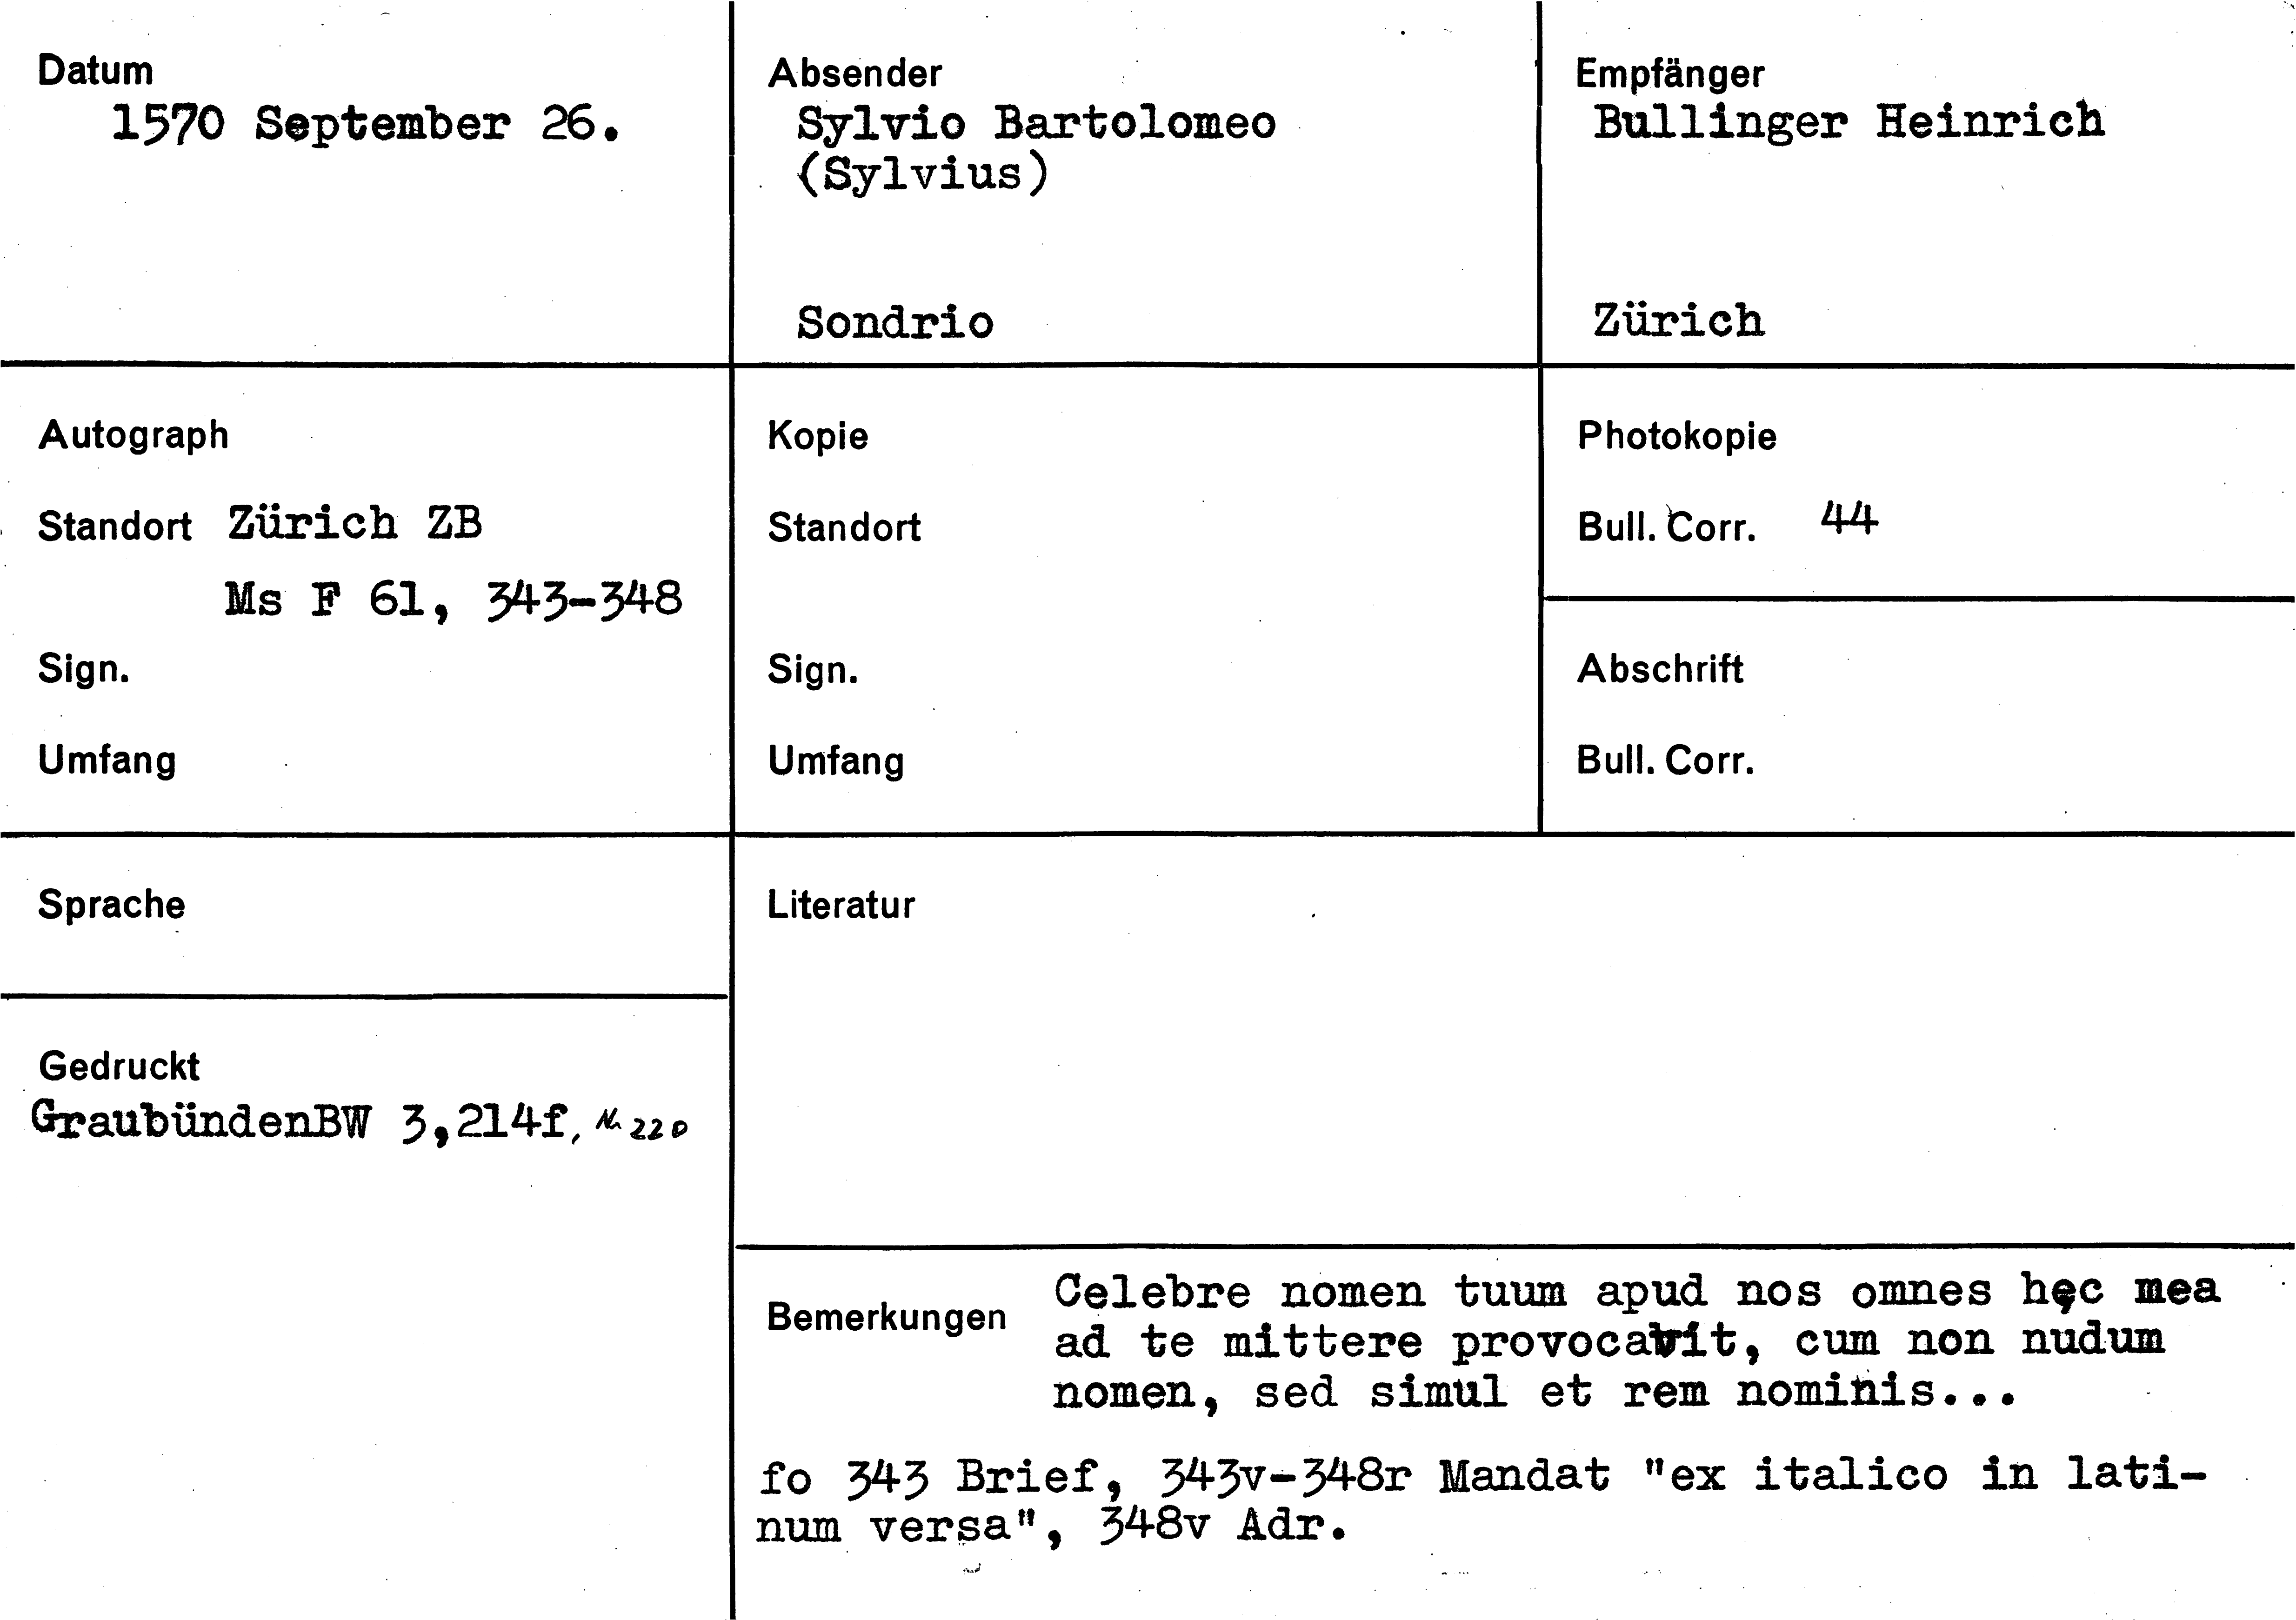 Datum
1570 September 26.
Absender
Sylvio Bartolomeo
(Sylvius)
Sondrio
Empfänger
Bullinger Heinrich
Zürich
Autograph
Standort Zürich ZB
Ms F 61, 343-348
Sign.
Umfang
Kopie
Standort
Sign.
Umfang
Photokopie
Bull. Corr. 44
Abschrift
Bull. Corr.
Sprache
Gedruckt
GraubündenBW 3,214f, Nr 220
Literatur
Bemerkungen
Celebre nomen tuum apud nos omnes hęc mea
ad te mittere provocavit, cum non nudum
nomen, sed simul et rem nominis...
fo 343 Brief, 343v-348r Mandat "ex italico in lati-
num versa", 348v Adr.